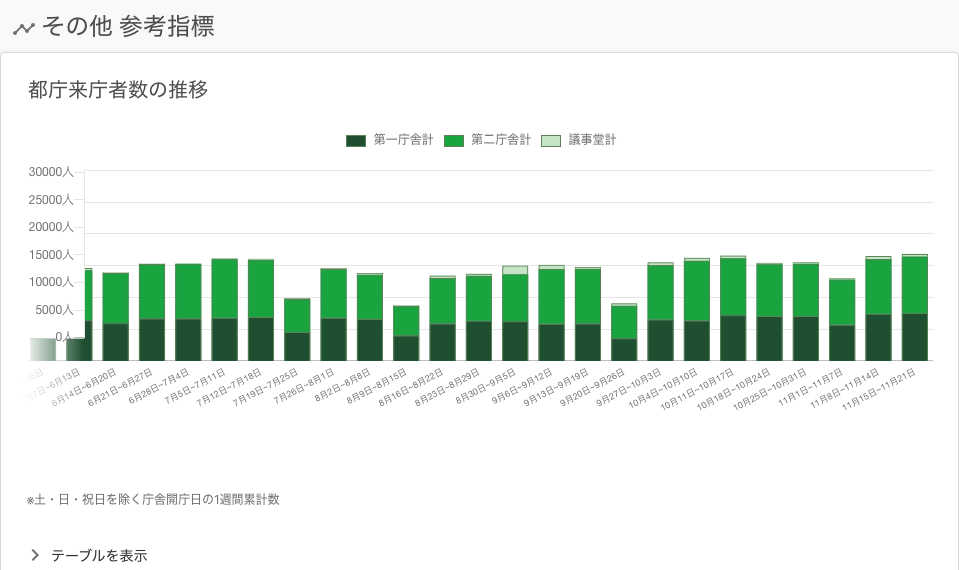 その他 参考指標
都庁来庁者数の推移
第一庁舎計 第二庁舎計 議事堂計
30000人
25000人
20000人
15000人
10000人
5000人
0人
6月14日~6月20日
6月21日~6月27日
6月28日~7月4日
7月5日~7月11日
7月12日~7月18日
7月19日~7月25日
7月26日~8月1日
8月2日~8月8日
8月9日~8月15日
8月16日~8月22日
8月23日~8月29日
8月30日~9月5日
9月6日~9月12日
9月13日~9月19日
9月20日~9月26日
9月27日~10月3日
10月4日~10月10日
10月11日~10月17日
10月18日~10月24日
10月25日~10月31日
11月1日~11月7日
11月8日~11月14日
11月15日~11月21日
※土・日・祝日を除く庁舎開庁日の1週間累計数
テーブルを表示